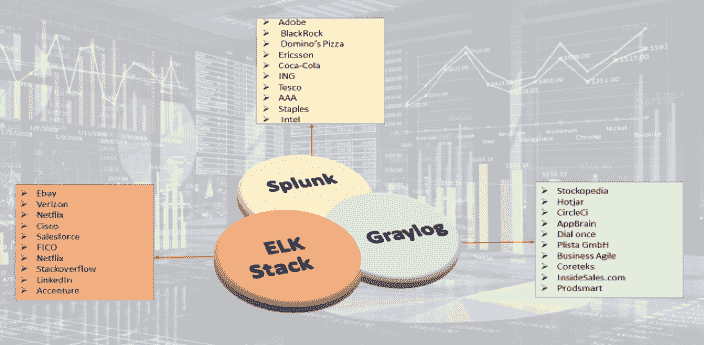 Adobe
BlackRock
Domino's Pizza
Ericsson
Coca-Cola
ING
Tesco
AAA
Staples
Intel
Splunk
ELK
Stack
Graylog
Ebay
Verizon
Netflix
Cisco
Salesforce
FICO
Netflix
Stackoverflow
LinkedIn
Accenture
Stockopedia
Hotjar
CircleCi
AppBrain
Dial once
Plista GmbH
Business Agile
Coreteks
InsideSales.com
Prodsmart